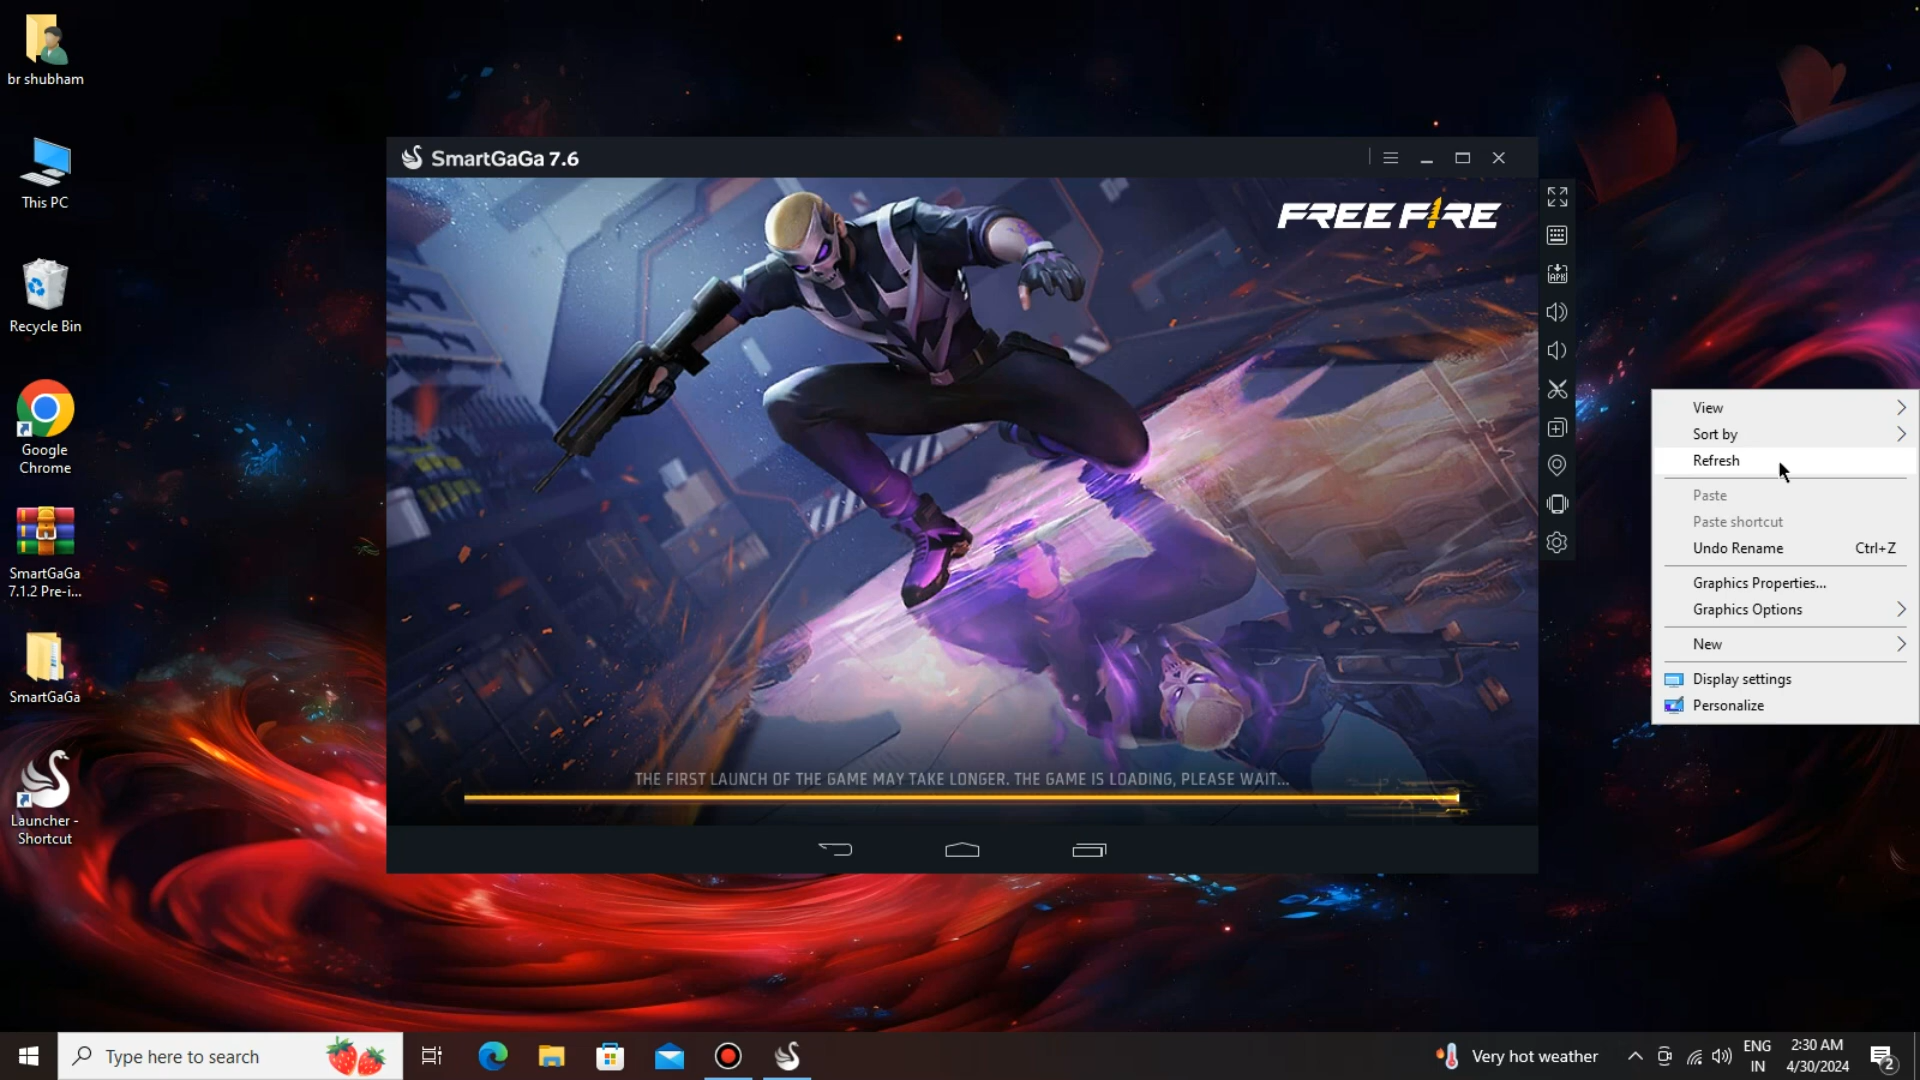 br shubham
This PC
Recycle Bin
Google
Chrome
SmartGaGa
7.1.2 Pre-i...
SmartGaGa
Launcher -
Shortcut
SmartGaGa 7.6
FREE FIRE
APK
THE FIRST LAUNCH OF THE GAME MAY TAKE LONGER. THE GAME IS LOADING, PLEASE WAIT...
View
Sort by
Refresh
Paste
Paste shortcut
Undo Rename Ctrl+Z
Graphics Properties...
Graphics Options
New
Display settings
Personalize
Type here to search
Very hot weather
ENG
IN
2:30 AM
4/30/2024
2